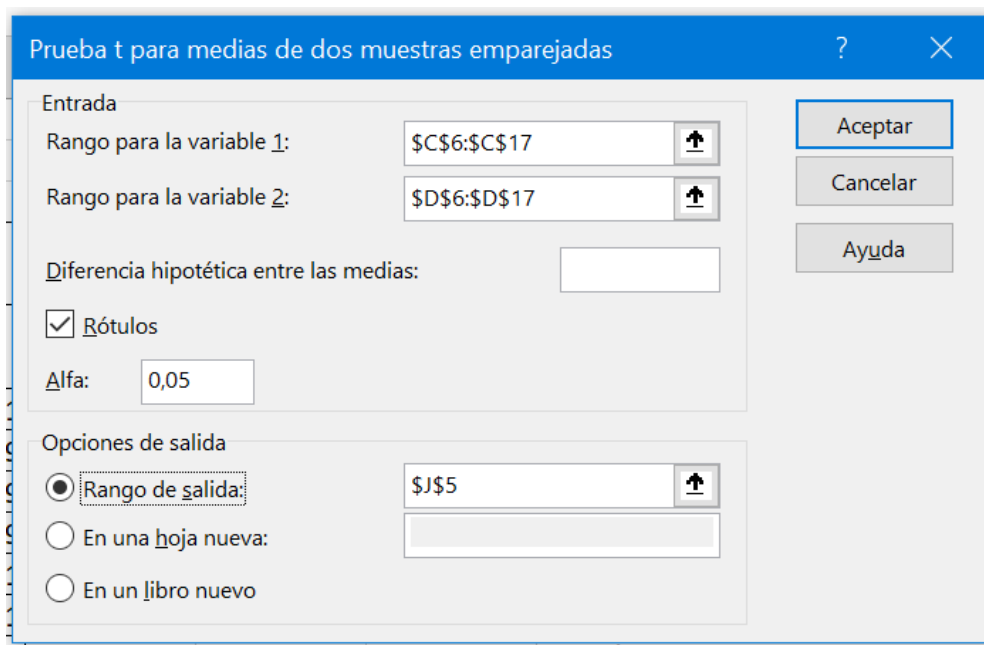 Prueba t para medias de dos muestras emparejadas ?
Entrada
Rango para la variable 1: $C$6:$C$17
Rango para la variable 2: $D$6:$D$17
Diferencia hipotética entre las medias:
Rótulos
Alfa: 0,05
Aceptar
Cancelar
Ayuda
Opciones de salida
Rango de salida: $J$5
En una hoja nueva:
En un libro nuevo